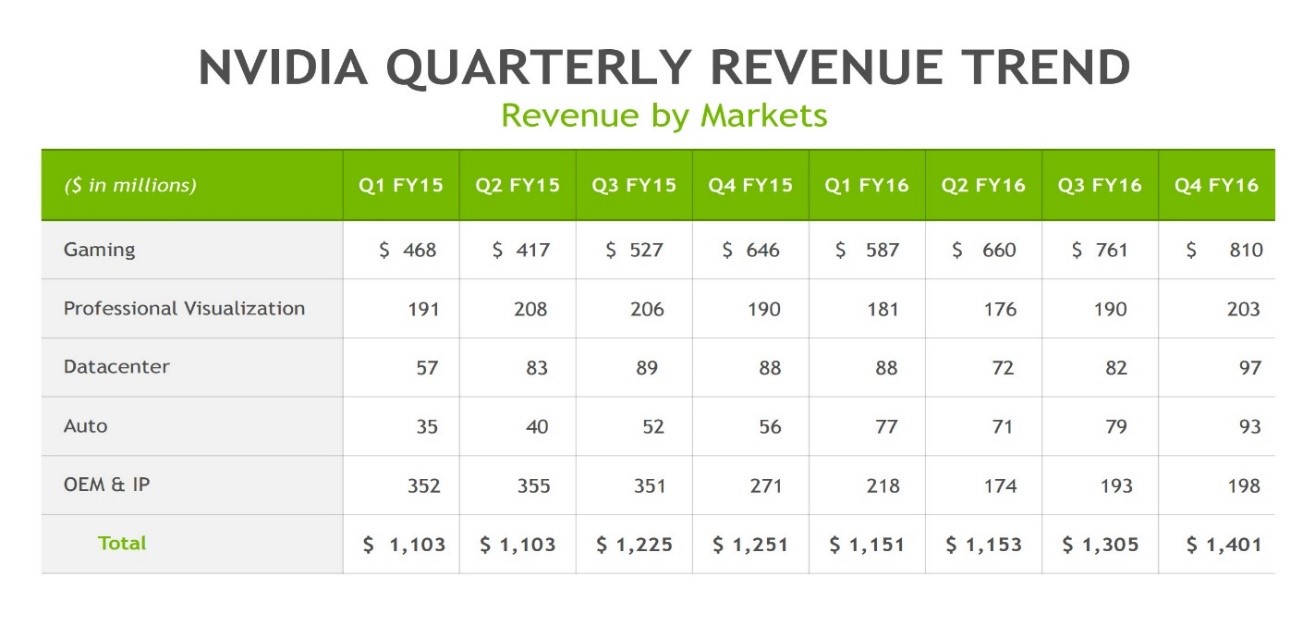 NVIDIA QUARTERLY REVENUE TREND
Revenue by Markets
($ in millions) Q1 FY15 Q2 FY15 Q3 FY15 Q4 FY15 Q1 FY16 Q2 FY16 Q3 FY16 Q4 FY16
Gaming $ 468 $ 417 $ 527 $ 646 $ 587 $ 660 $ 761 $ 810
Professional Visualization 191 208 206 190 181 176 190 203
Datacenter 57 83 89 88 88 72 82 97
Auto 35 40 52 56 77 71 79 93
OEM & IP 352 355 351 271 218 174 193 198
Total $ 1,103 $ 1,103 $ 1,225 $ 1,251 $ 1,151 $ 1,153 $ 1,305 $ 1,401